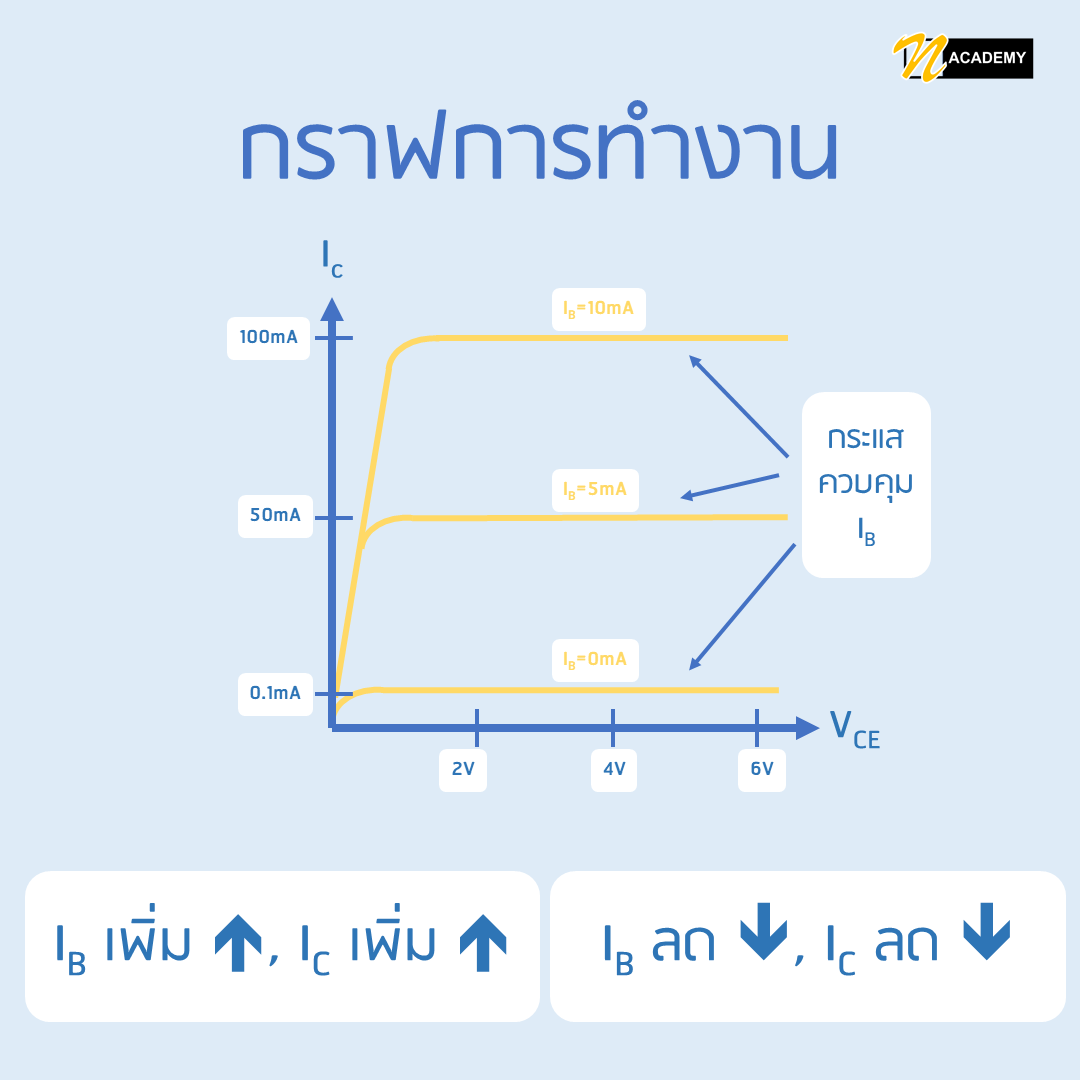 n ACADEMY
กราฟการทำงาน
I_C
I_B=10mA
100mA
กระแส
ควบคุม
I_B
I_B=5mA
50mA
I_B=0mA
0.1mA
V_CE
2V
4V
6V
I_B เพิ่ม ↑, I_C เพิ่ม ↑
I_B ลด ↓, I_C ลด ↓